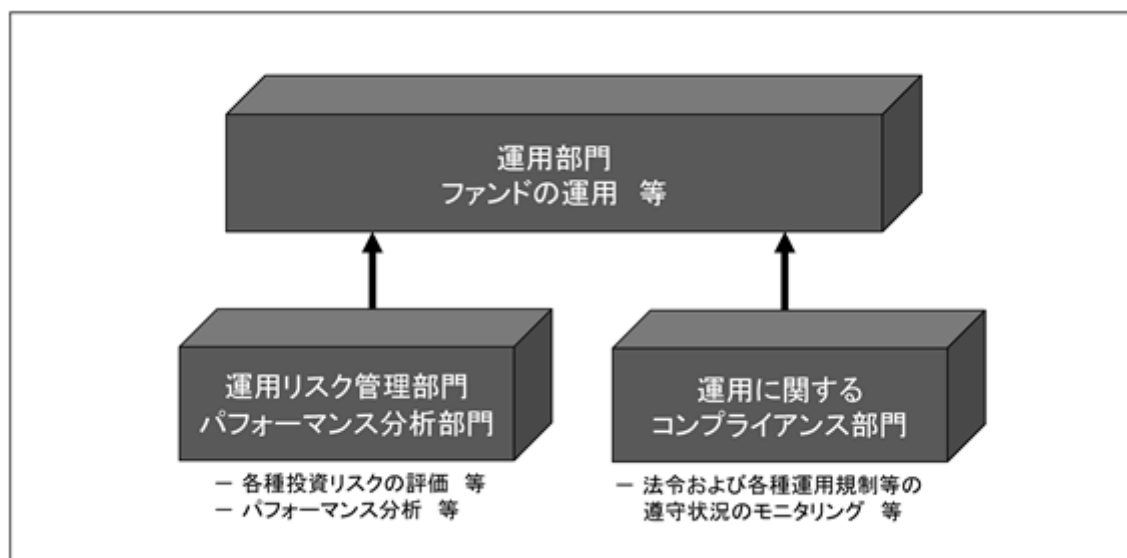 運用部門
ファンドの運用 等
運用リスク管理部門
パフォーマンス分析部門
- 各種投資リスクの評価 等
- パフォーマンス分析 等
運用に関する
コンプライアンス部門
- 法令および各種運用規制等の
遵守状況のモニタリング 等